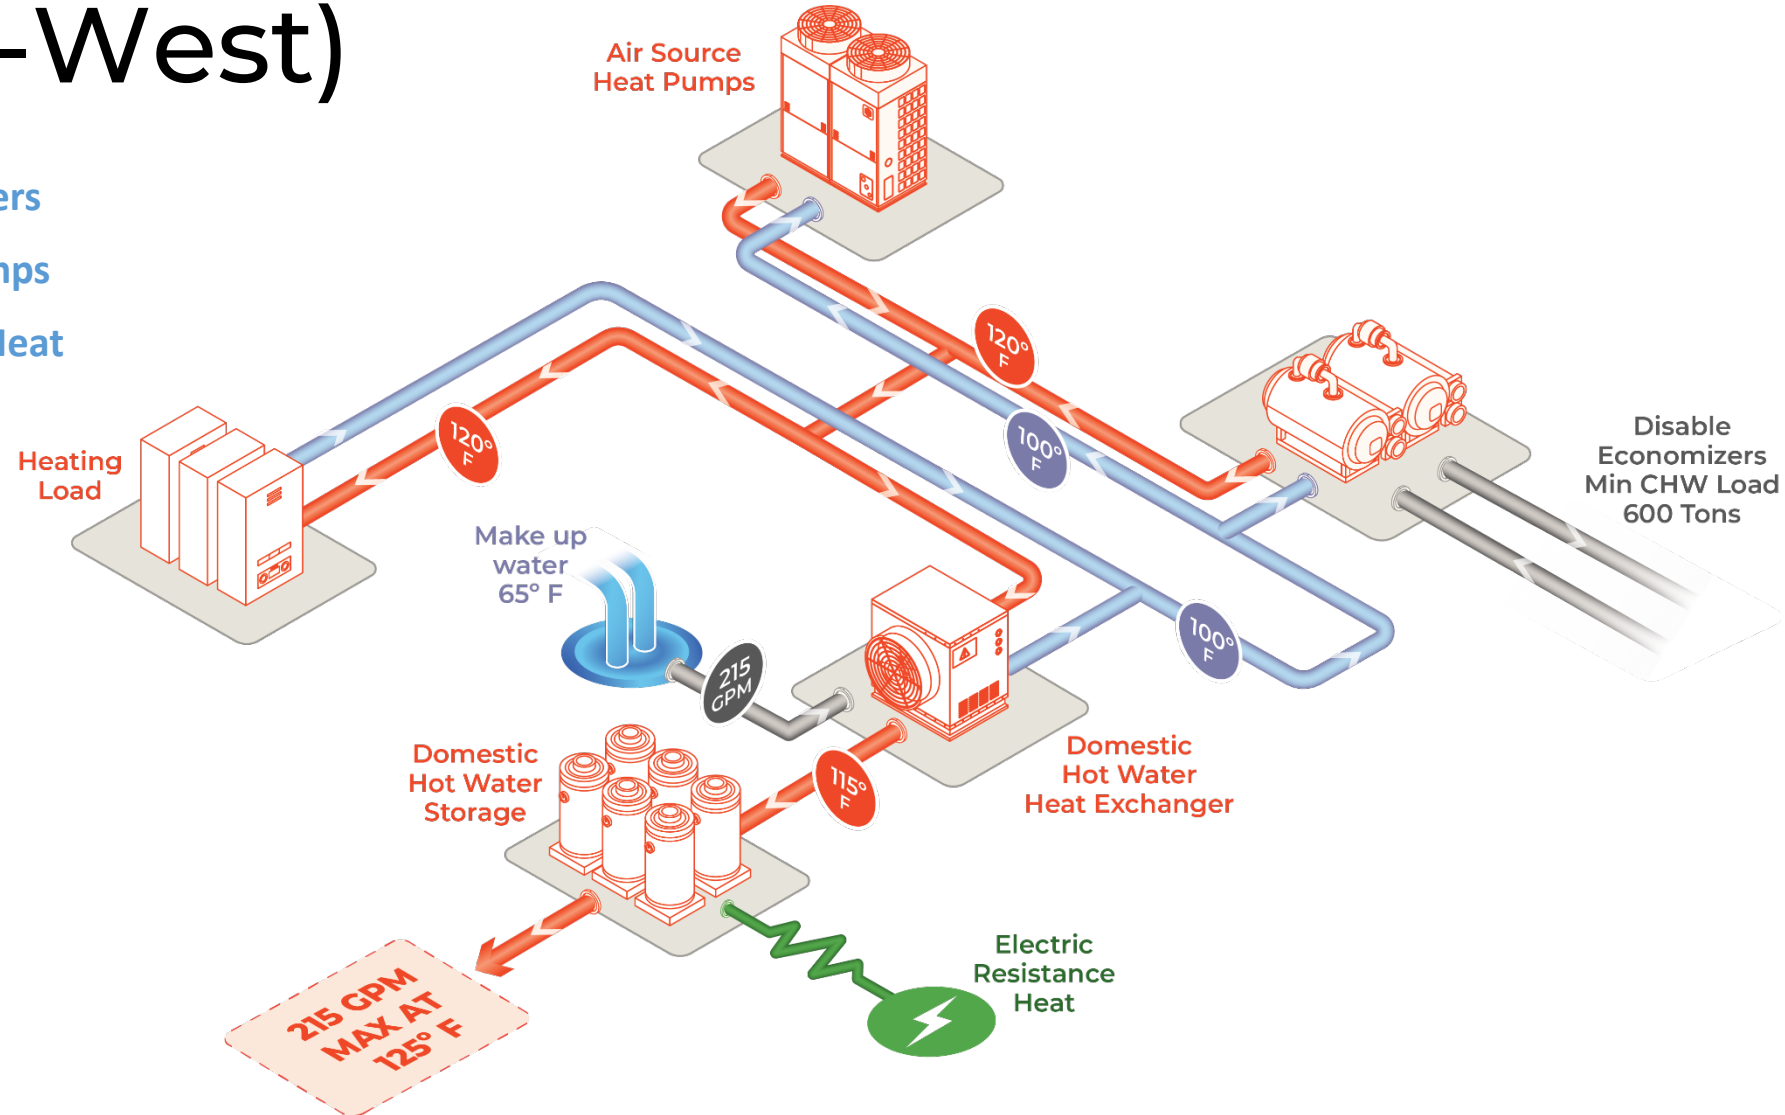 -West)
ers
mps
Heat
Air Source
Heat Pumps
120°
F
100°
F
Disable
Economizers
Min CHW Load
600 Tons
120°
F
Heating
Load
Make up
water
65° F
100°
F
215
GPM
Domestic
Hot Water
Storage
115°
F
Domestic
Hot Water
Heat Exchanger
Electric
Resistance
Heat
215 GPM
MAX AT
125° F